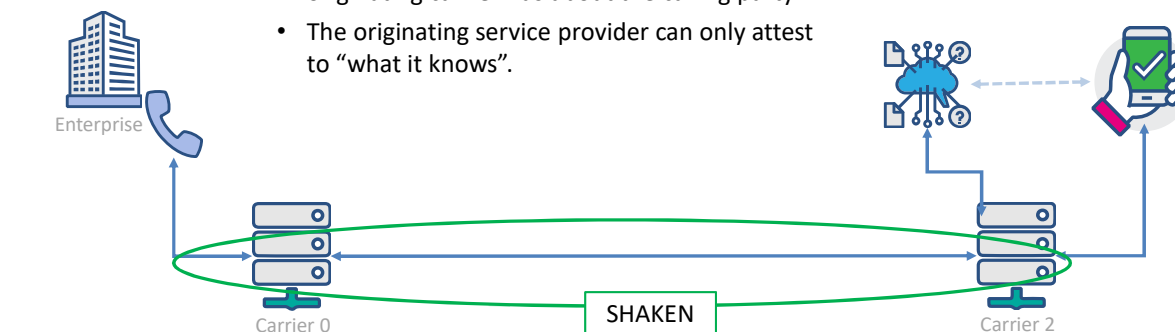 • The originating service provider can only attest
to “what it knows”.
Enterprise
?
?
SHAKEN
Carrier 0
Carrier 2